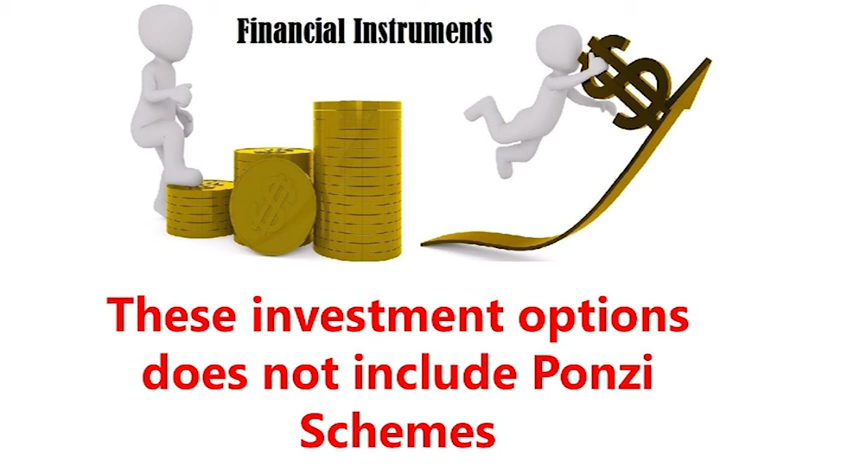 Financial Instruments
These investment options
does not include Ponzi
Schemes